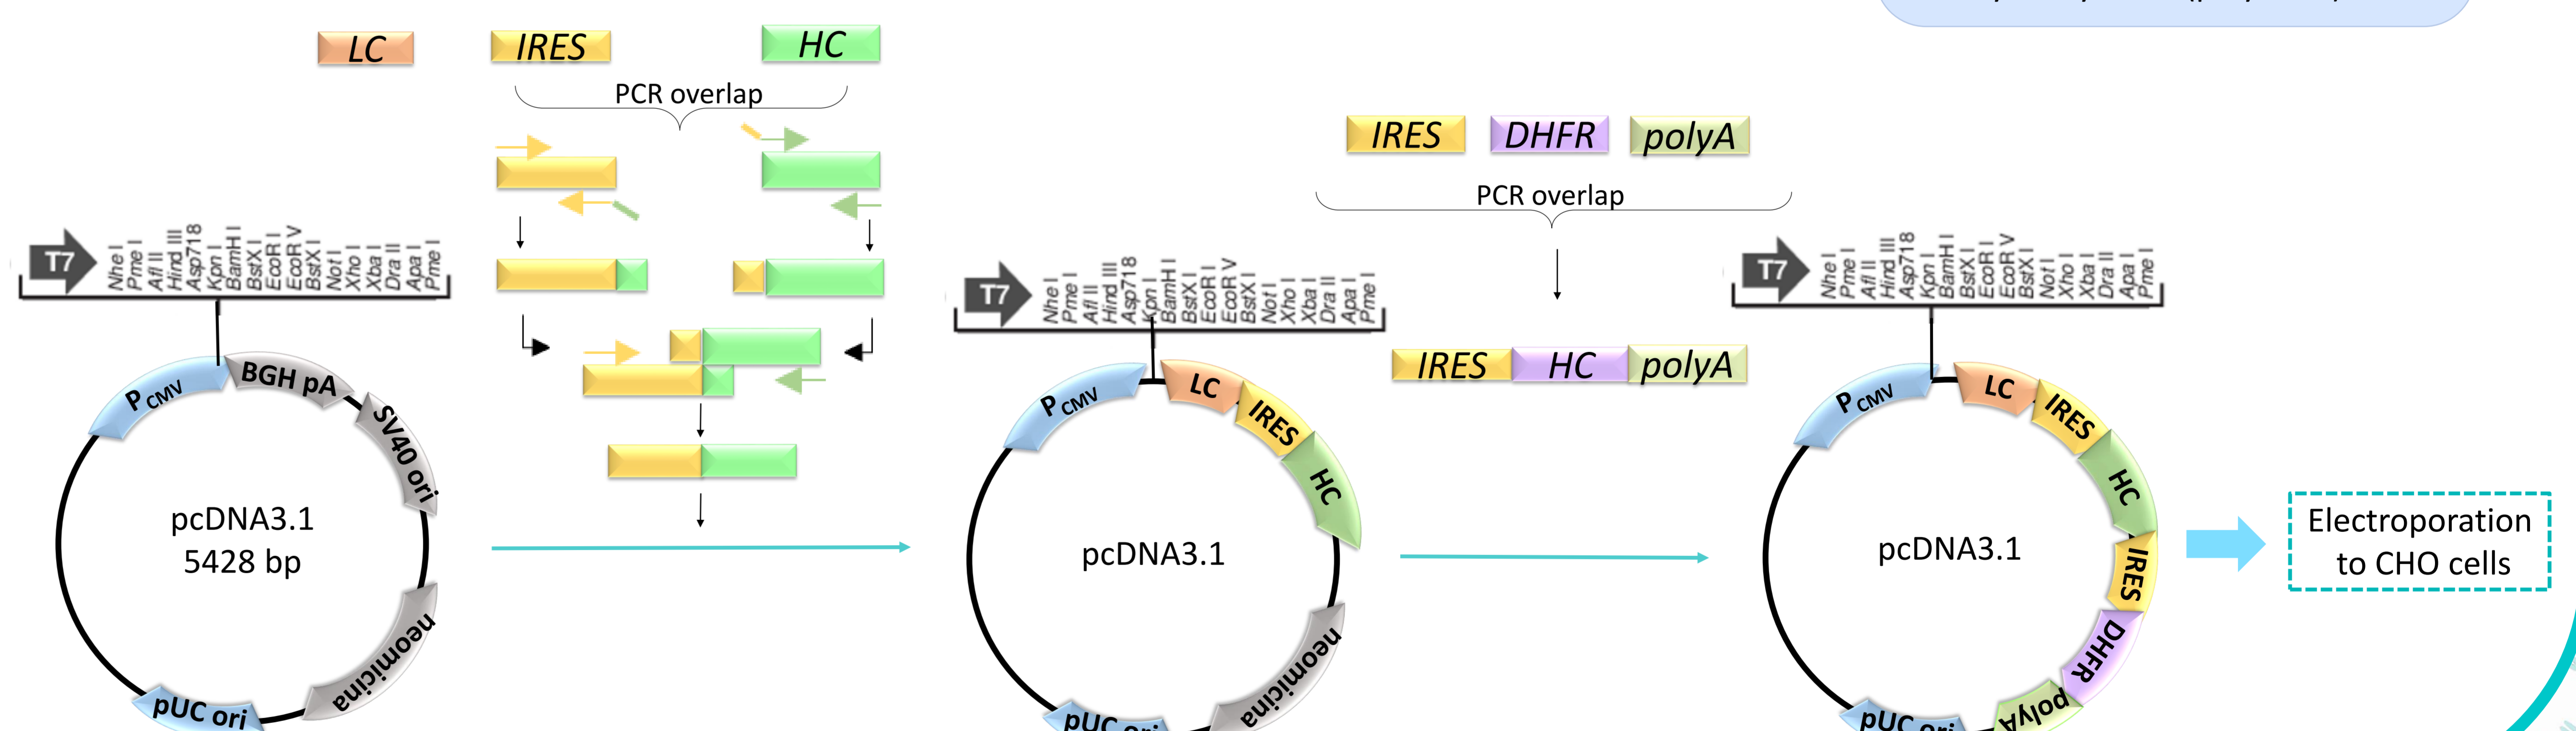 LC
IRES
HC
PCR overlap
IRES
DHFR
polyA
PCR overlap
T7
Nhe I
Pme I
Afl II
Hind III
Asp718
Kpn I
BamH I
BstX I
EcoR I
EcoR V
BstX I
Not I
Xho I
Xba I
Dra II
Apa I
Pme I
P CMV
BGH pA
SV40 ori
neomicina
pUC ori
pcDNA3.1
5428 bp
T7
Nhe I
Pme I
Afl II
Hind III
Asp718
Kpn I
BamH I
BstX I
EcoR I
EcoR V
BstX I
Not I
Xho I
Xba I
Dra II
Apa I
Pme I
P CMV
LC
IRES
HC
neomicina
pUC ori
pcDNA3.1
IRES
HC
polyA
T7
Nhe I
Pme I
Afl II
Hind III
Asp718
Kpn I
BamH I
BstX I
EcoR I
EcoR V
BstX I
Not I
Xho I
Xba I
Dra II
Apa I
Pme I
P CMV
LC
IRES
HC
IRES
DHFR
polyA
pUC ori
pcDNA3.1
Electroporation
to CHO cells